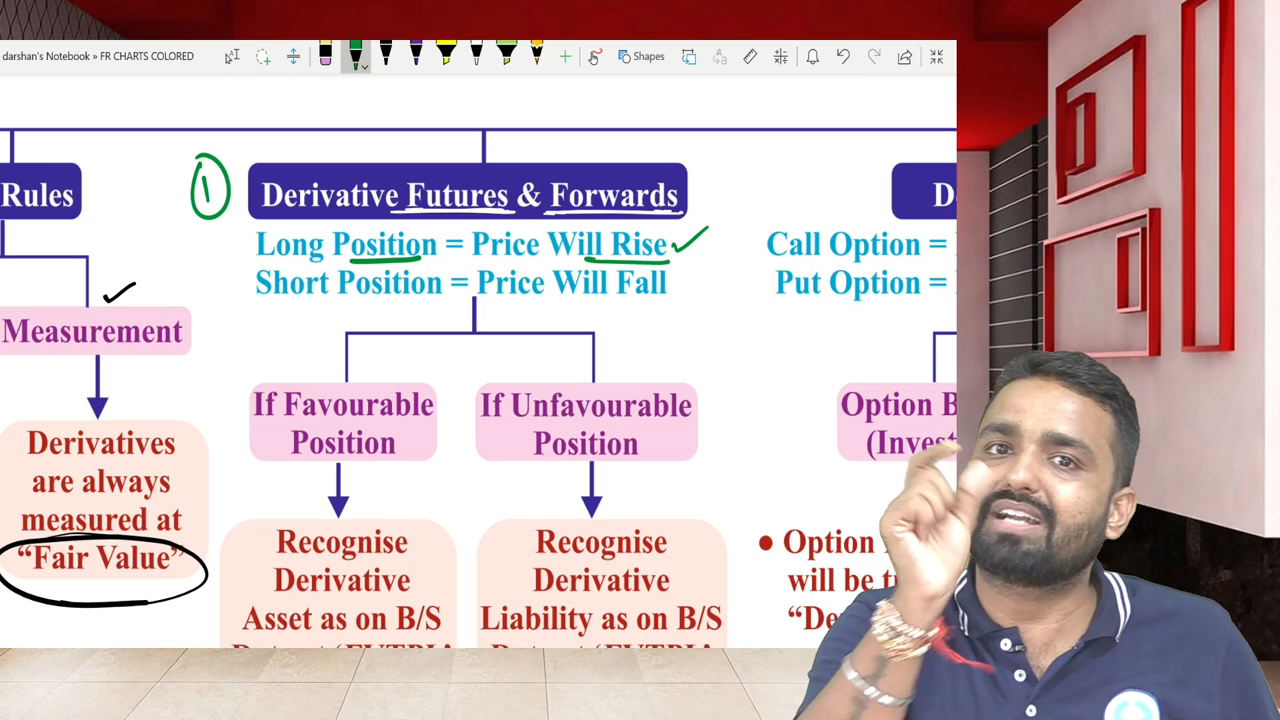 darshan's Notebook » FR CHARTS COLORED
Shapes
Rules
1
Derivative Futures & Forwards
Long Position = Price Will Rise
Short Position = Price Will Fall
Call Option =
Put Option =
Measurement
If Favourable
Position
If Unfavourable
Position
Option B
(Invest
Derivatives
are always
measured at
“Fair Value”
Recognise
Derivative
Asset as on B/S
Recognise
Derivative
Liability as on B/S
• Option
will be t